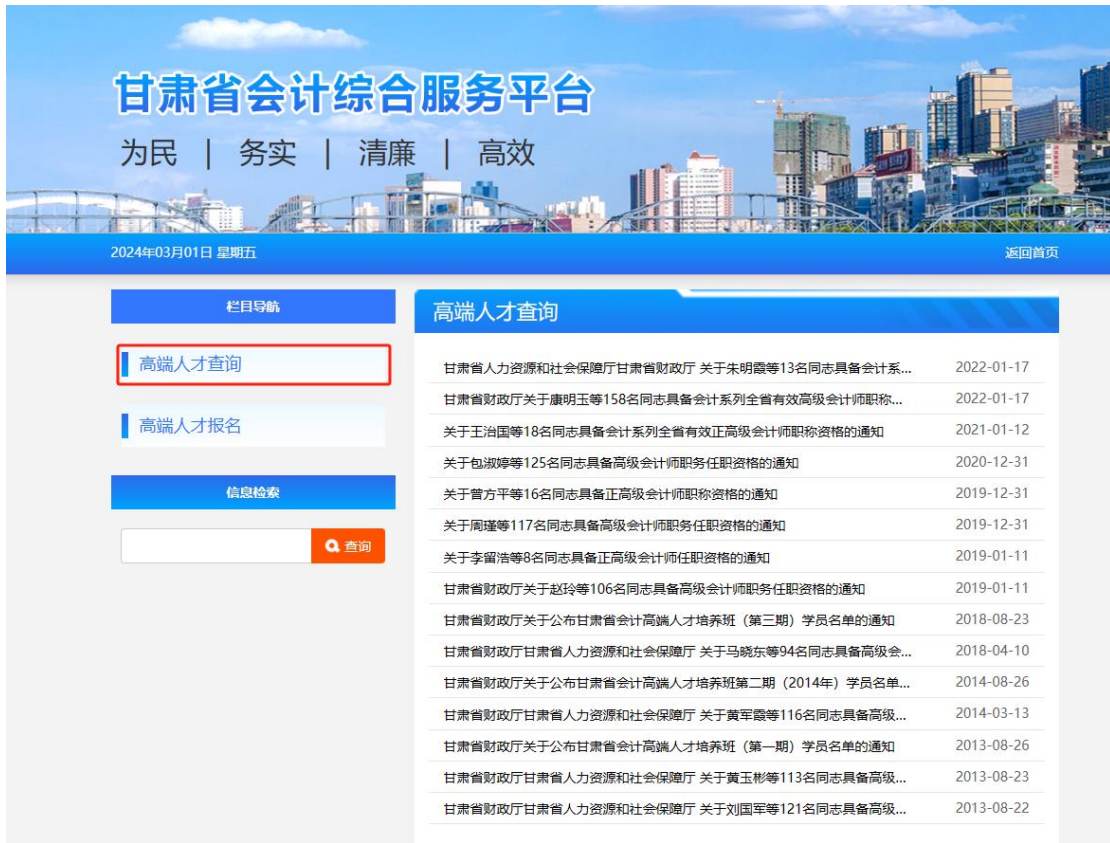 甘肃省会计综合服务平台
为民 | 务实 | 清廉 | 高效
2024年03月01日 星期五 返回首页
栏目导航
高端人才查询
高端人才报名
信息检索
查询
高端人才查询
甘肃省人力资源和社会保障厅甘肃省财政厅 关于朱明霞等13名同志具备会计系... 2022-01-17
甘肃省财政厅关于康明玉等158名同志具备会计系列全省有效高级会计师职称... 2022-01-17
关于王治国等18名同志具备会计系列全省有效正高级会计师职称资格的通知 2021-01-12
关于包淑婷等125名同志具备高级会计师职务任职资格的通知 2020-12-31
关于曾方平等16名同志具备正高级会计师职称资格的通知 2019-12-31
关于周瑾等117名同志具备高级会计师职务任职资格的通知 2019-12-31
关于李留浩等8名同志具备正高级会计师任职资格的通知 2019-01-11
甘肃省财政厅关于赵玲等106名同志具备高级会计师职务任职资格的通知 2019-01-11
甘肃省财政厅关于公布甘肃省会计高端人才培养班（第三期）学员名单的通知 2018-08-23
甘肃省财政厅甘肃省人力资源和社会保障厅 关于马晓东等94名同志具备高级会... 2018-04-10
甘肃省财政厅关于公布甘肃省会计高端人才培养班第二期（2014年）学员名单... 2014-08-26
甘肃省财政厅甘肃省人力资源和社会保障厅 关于黄军霞等116名同志具备高级... 2014-03-13
甘肃省财政厅关于公布甘肃省会计高端人才培养班（第一期）学员名单的通知 2013-08-26
甘肃省财政厅甘肃省人力资源和社会保障厅 关于黄玉彬等113名同志具备高级... 2013-08-23
甘肃省财政厅甘肃省人力资源和社会保障厅 关于刘国军等121名同志具备高级... 2013-08-22